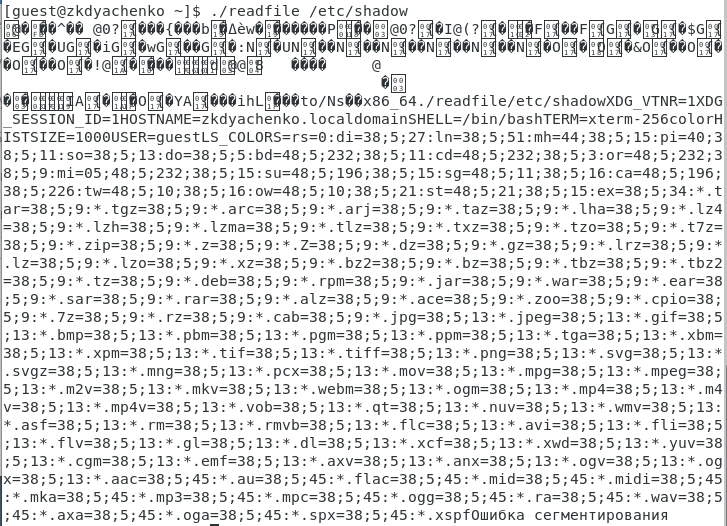 [guest@zkdyachenko ~]$ ./readfile /etc/shadow
to/Ns x86_64./readfile/etc/shadowXDG_VTNR=1XDG
_SESSION_ID=1HOSTNAME=zkdyachenko.localdomainSHELL=/bin/bashTERM=xterm-256colorH
ISTSIZE=1000USER=guestLS_COLORS=rs=0:di=38;5;27:ln=38;5;51:mh=44;38;5;15:pi=40;3
8;5;11:so=38;5;13:do=38;5;5:bd=48;5;232;38;5;11:cd=48;5;232;38;5;3:or=48;5;232;3
8;5;9:mi=05;48;5;232;38;5;15:su=48;5;196;38;5;15:sg=48;5;11;38;5;16:ca=48;5;196;
38;5;226:tw=48;5;10;38;5;16:ow=48;5;10;38;5;21:st=48;5;21;38;5;15:ex=38;5;34:*.t
ar=38;5;9:*.tgz=38;5;9:*.arc=38;5;9:*.arj=38;5;9:*.taz=38;5;9:*.lha=38;5;9:*.lz4
=38;5;9:*.lzh=38;5;9:*.lzma=38;5;9:*.tlz=38;5;9:*.txz=38;5;9:*.tzo=38;5;9:*.t7z=
38;5;9:*.zip=38;5;9:*.z=38;5;9:*.Z=38;5;9:*.dz=38;5;9:*.gz=38;5;9:*.lrz=38;5;9:*
.lz=38;5;9:*.lzo=38;5;9:*.xz=38;5;9:*.bz2=38;5;9:*.bz=38;5;9:*.tbz=38;5;9:*.tbz2
=38;5;9:*.tz=38;5;9:*.deb=38;5;9:*.rpm=38;5;9:*.jar=38;5;9:*.war=38;5;9:*.ear=38
;5;9:*.sar=38;5;9:*.rar=38;5;9:*.alz=38;5;9:*.ace=38;5;9:*.zoo=38;5;9:*.cpio=38;
5;9:*.7z=38;5;9:*.rz=38;5;9:*.cab=38;5;9:*.jpg=38;5;13:*.jpeg=38;5;13:*.gif=38;5
;13:*.bmp=38;5;13:*.pbm=38;5;13:*.pgm=38;5;13:*.ppm=38;5;13:*.tga=38;5;13:*.xbm=
38;5;13:*.xpm=38;5;13:*.tif=38;5;13:*.tiff=38;5;13:*.png=38;5;13:*.svg=38;5;13:*
.svgz=38;5;13:*.mng=38;5;13:*.pcx=38;5;13:*.mov=38;5;13:*.mpg=38;5;13:*.mpeg=38;
5;13:*.m2v=38;5;13:*.mkv=38;5;13:*.webm=38;5;13:*.ogm=38;5;13:*.mp4=38;5;13:*.m4
v=38;5;13:*.mp4v=38;5;13:*.vob=38;5;13:*.qt=38;5;13:*.nuv=38;5;13:*.wmv=38;5;13:
*.asf=38;5;13:*.rm=38;5;13:*.rmvb=38;5;13:*.flc=38;5;13:*.avi=38;5;13:*.fli=38;5
;13:*.flv=38;5;13:*.gl=38;5;13:*.dl=38;5;13:*.xcf=38;5;13:*.xwd=38;5;13:*.yuv=38
;5;13:*.cgm=38;5;13:*.emf=38;5;13:*.axv=38;5;13:*.anx=38;5;13:*.ogv=38;5;13:*.og
x=38;5;13:*.aac=38;5;45:*.au=38;5;45:*.flac=38;5;45:*.mid=38;5;45:*.midi=38;5;45
:*.mka=38;5;45:*.mp3=38;5;45:*.mpc=38;5;45:*.ogg=38;5;45:*.ra=38;5;45:*.wav=38;5
;45:*.axa=38;5;45:*.oga=38;5;45:*.spx=38;5;45:*.xspfОшибка сегментирования